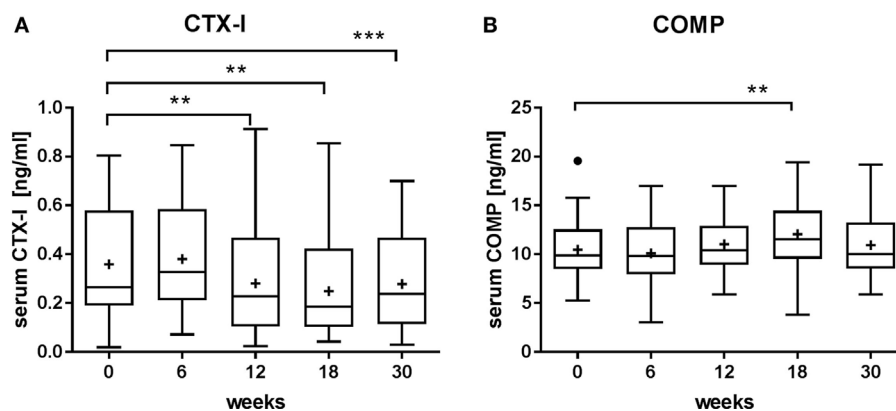 A
CTX-I
***
**
**
1.0
0.8
0.6
0.4
0.2
0.0
serum CTX-I [ng/ml]
0 6 12 18 30
weeks
B
COMP
**
25
20
15
10
5
0
serum COMP [ng/ml]
0 6 12 18 30
weeks